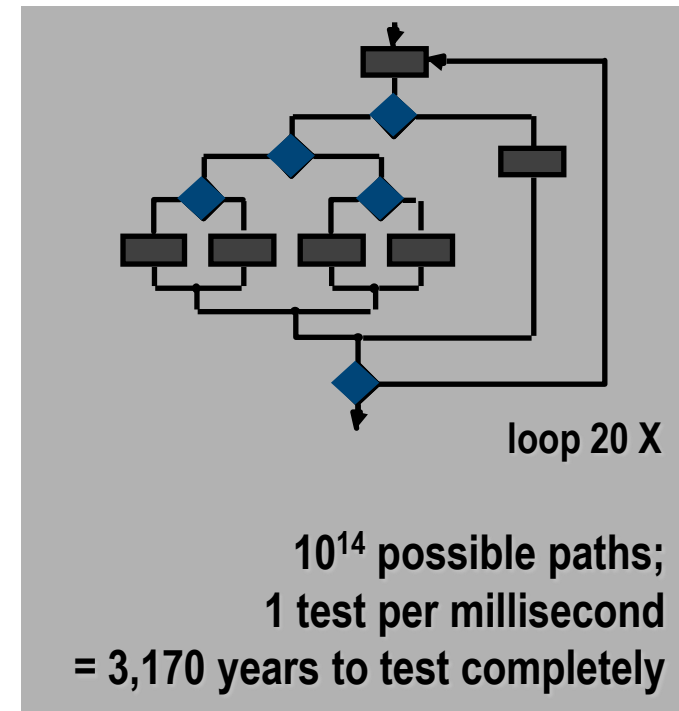 loop 20 X
10¹⁴ possible paths;
1 test per millisecond
= 3,170 years to test completely